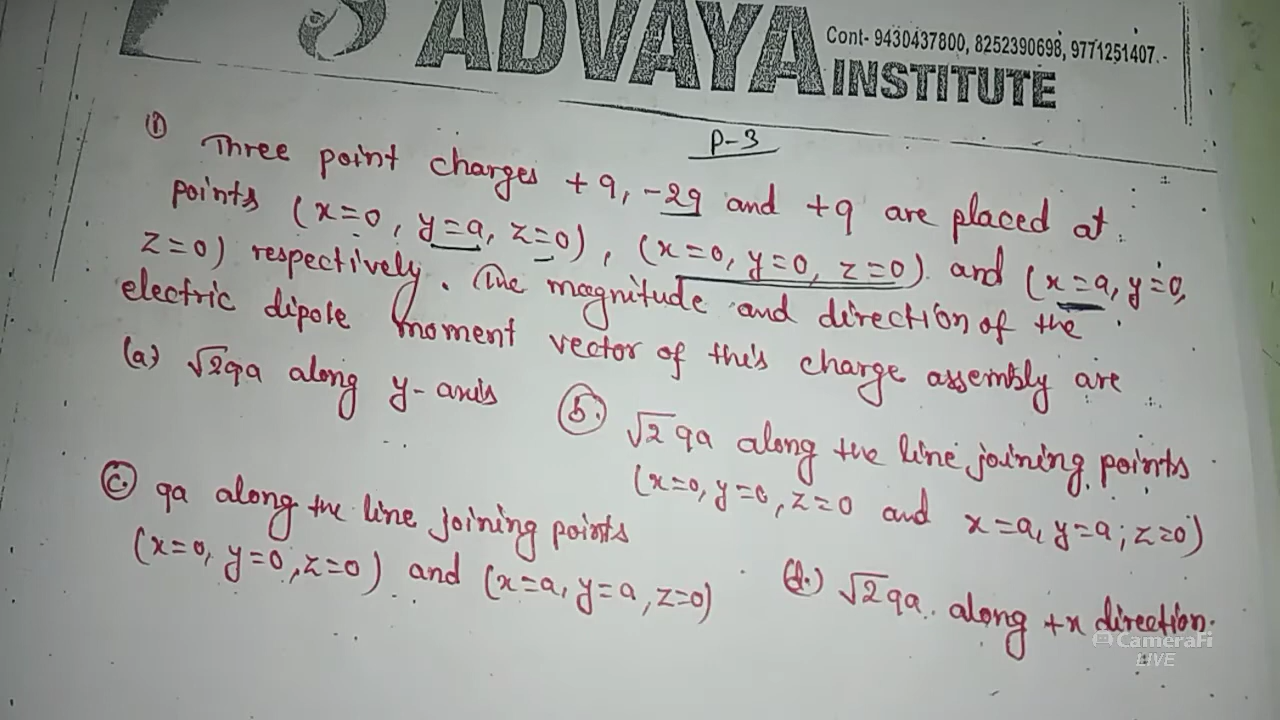 ADVAYA
Cont- 9430437800, 8252390698, 9771251407.
INSTITUTE
P-3
① Three point charges +q, -2q and +q are placed at
points (x=0, y=a, z=0), (x=0, y=0, z=0) and (x=a, y=0,
z=0) respectively. The magnitude and direction of the
electric dipole moment vector of this charge assembly are
(a) √2qa along y-axis
(b.) √2 qa along the line joining points
(x=0, y=0, z=0 and x=a, y=a; z=0)
(c.) qa along the line joining points
(x=0, y=0, z=0) and (x=a, y=a, z=0)
(d.) √2qa. along +x direction.
CameraFi
LIVE